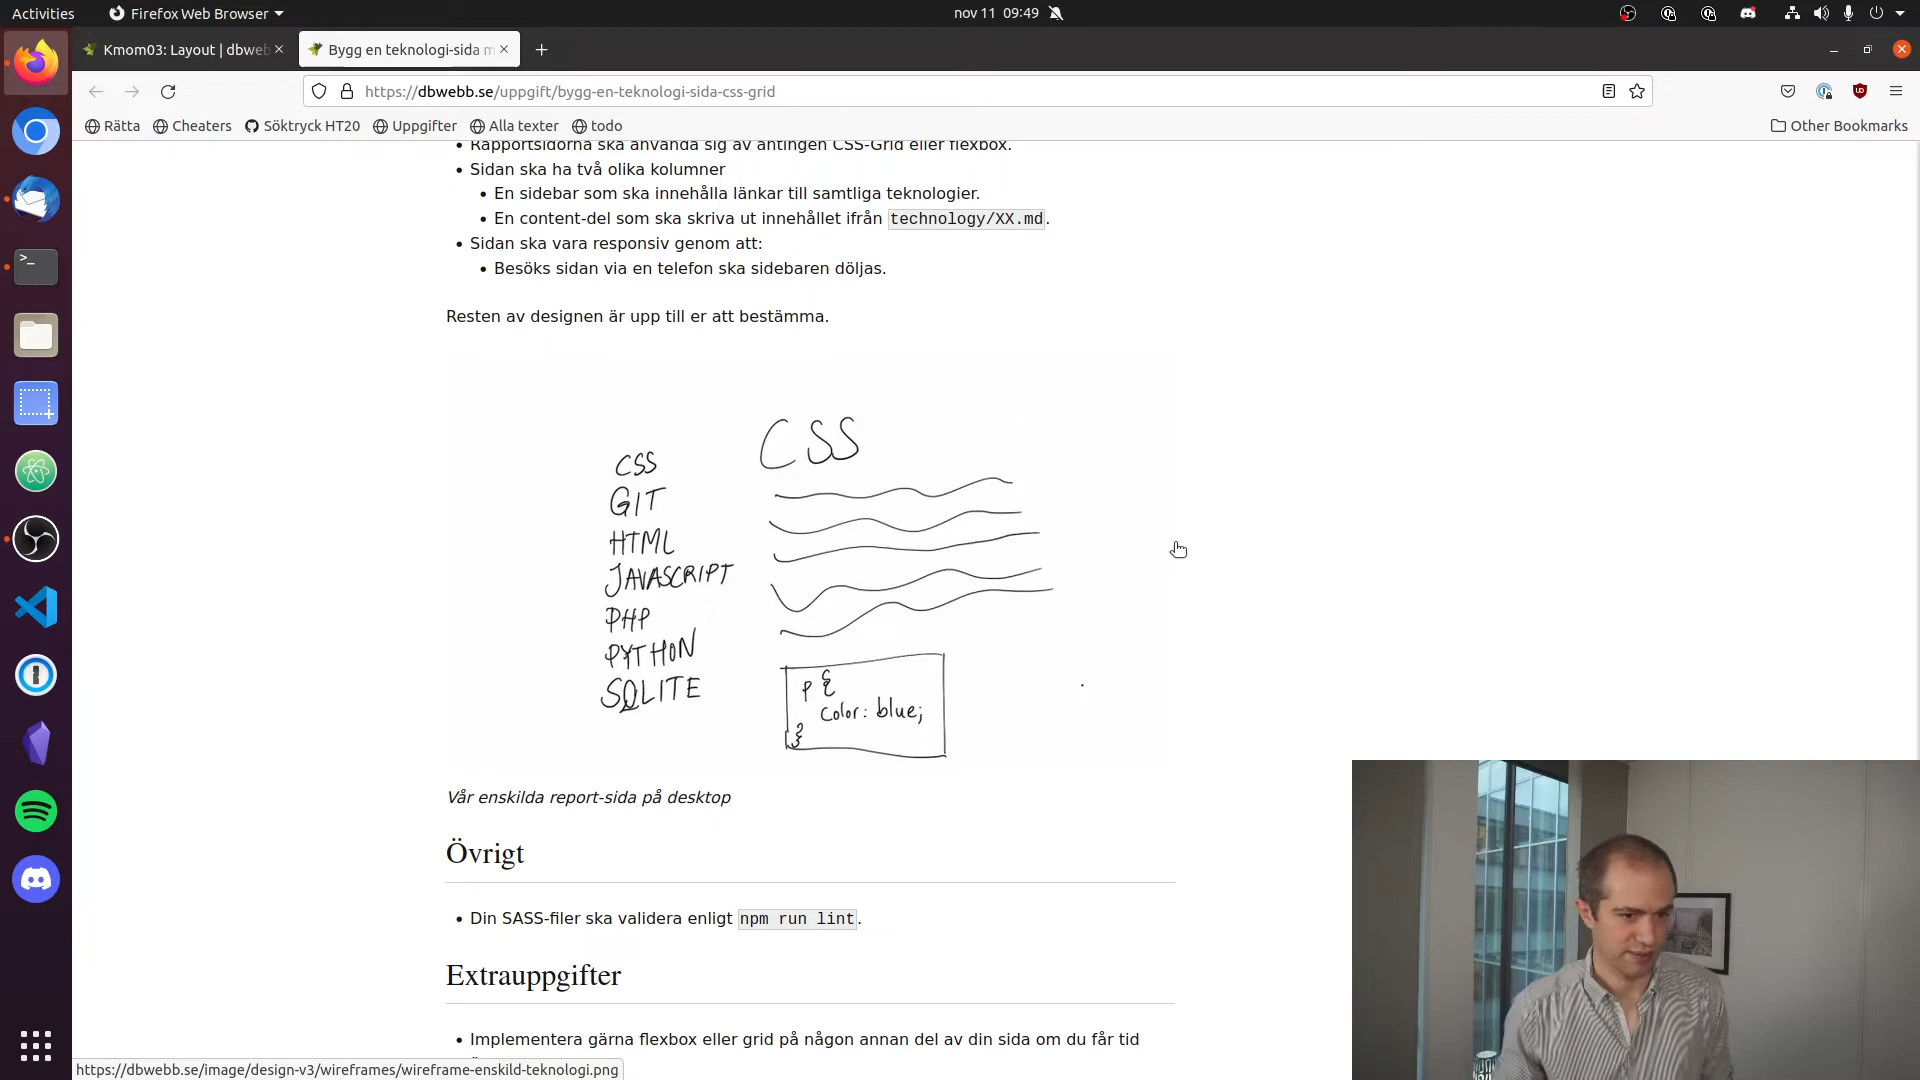 Activities
Firefox Web Browser
nov 11 09:49
Kmom03: Layout | dbweb
Bygg en teknologi-sida m
https://dbwebb.se/uppgift/bygg-en-teknologi-sida-css-grid
Rätta
Cheaters
Söktryck HT20
Uppgifter
Alla texter
todo
Other Bookmarks
Rapportsidorna ska använda sig av antingen CSS-Grid eller flexbox.
Sidan ska ha två olika kolumner
En sidebar som ska innehålla länkar till samtliga teknologier.
En content-del som ska skriva ut innehållet ifrån technology/XX.md.
Sidan ska vara responsiv genom att:
Besöks sidan via en telefon ska sidebaren döljas.
Resten av designen är upp till er att bestämma.
CSS
GIT
HTML
JAVASCRIPT
PHP
PYTHON
SQLITE
CSS
p {
color: blue;
}
Vår enskilda report-sida på desktop
Övrigt
Din SASS-filer ska validera enligt npm run lint.
Extrauppgifter
Implementera gärna flexbox eller grid på någon annan del av din sida om du får tid
https://dbwebb.se/image/design-v3/wireframes/wireframe-enskild-teknologi.png